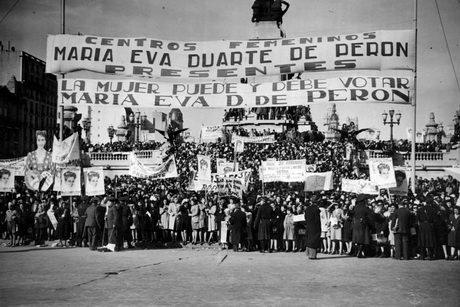 CENTROS FEMENINOS
MARIA EVA DUARTE DE PERON
PRESENTES
LA MUJER PUEDE Y DEBE VOTAR
MARIA EVA D. DE PERON